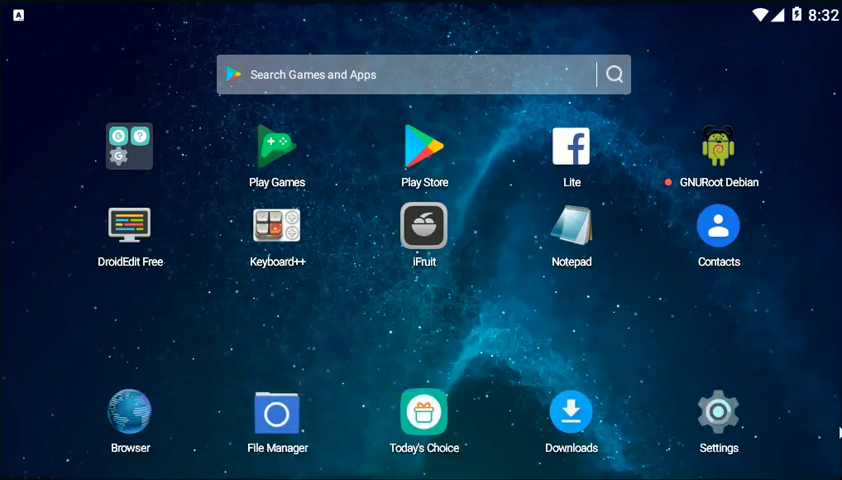 A
8:32
Search Games and Apps
G ?
G
Play Games
Play Store
Lite
GNURoot Debian
DroidEdit Free
Keyboard++
iFruit
Notepad
Contacts
Browser
File Manager
Today's Choice
Downloads
Settings